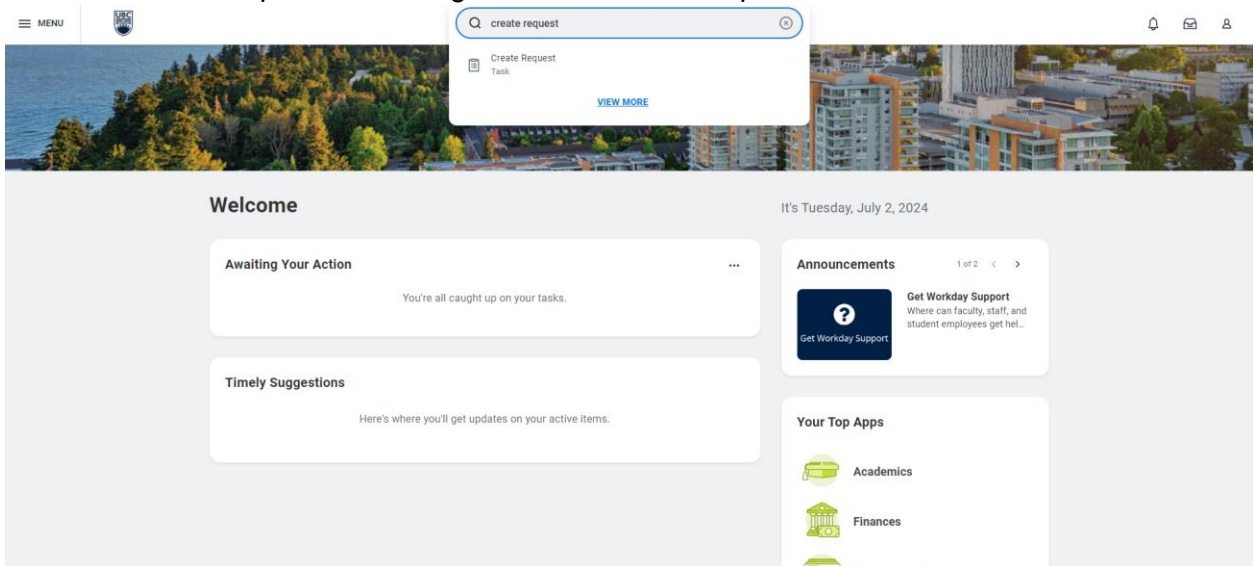 MENU
UBC
create request
Create Request
Task
VIEW MORE
Welcome
It's Tuesday, July 2, 2024
Awaiting Your Action
You're all caught up on your tasks.
Timely Suggestions
Here's where you'll get updates on your active items.
Announcements
1 of 2
Get Workday Support
Get Workday Support
Where can faculty, staff, and
student employees get hel...
Your Top Apps
Academics
Finances